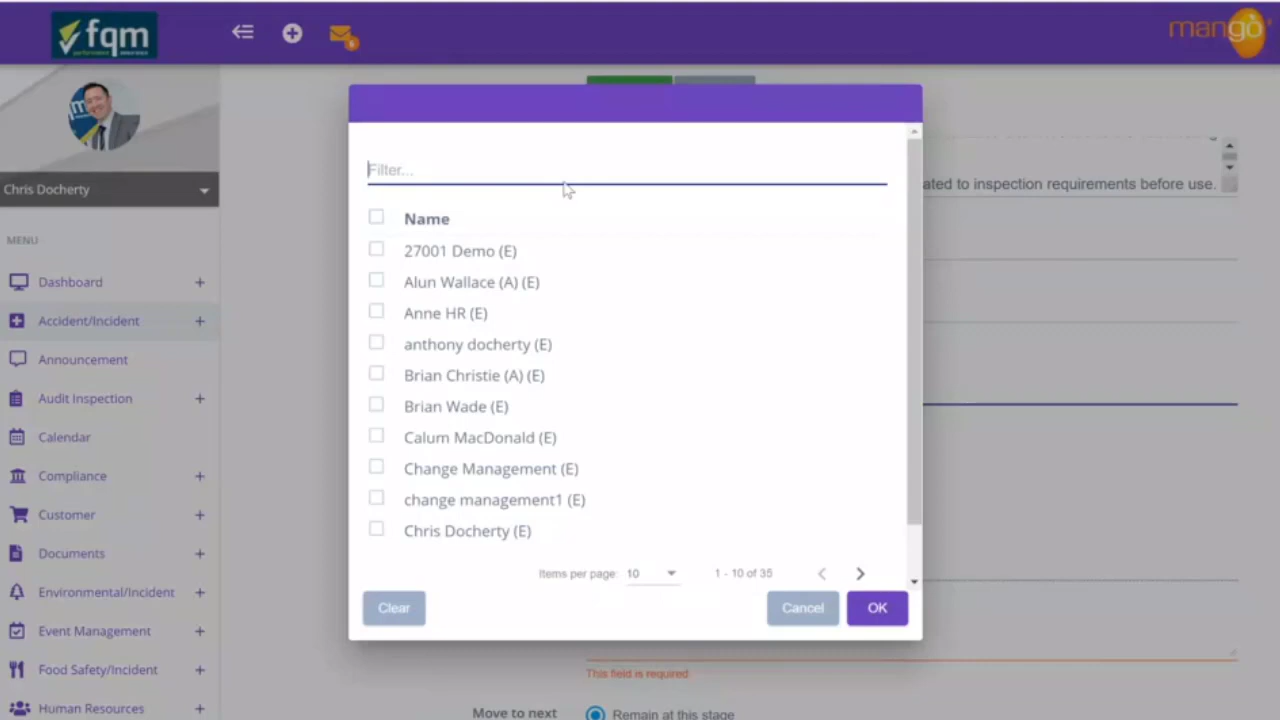 fqm
mango
Chris Docherty
MENU
Dashboard
Accident/Incident
Announcement
Audit Inspection
Calendar
Compliance
Customer
Documents
Environmental/Incident
Event Management
Food Safety/Incident
Human Resources
Filter...
Name
27001 Demo (E)
Alun Wallace (A) (E)
Anne HR (E)
anthony docherty (E)
Brian Christie (A) (E)
Brian Wade (E)
Calum MacDonald (E)
Change Management (E)
change management1 (E)
Chris Docherty (E)
Items per page: 10 1 - 10 of 35
Clear Cancel OK
ated to inspection requirements before use.
This field is required
Move to next Remain at this stage